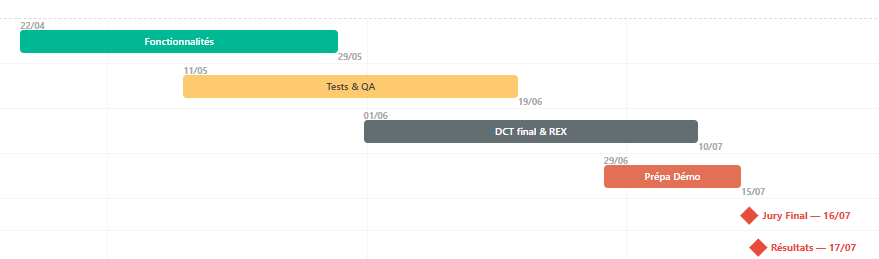 22/04
Fonctionnalités
29/05
11/05
Tests & QA
19/06
01/06
DCT final & REX
10/07
29/06
Prépa Démo
15/07
Jury Final — 16/07
Résultats — 17/07